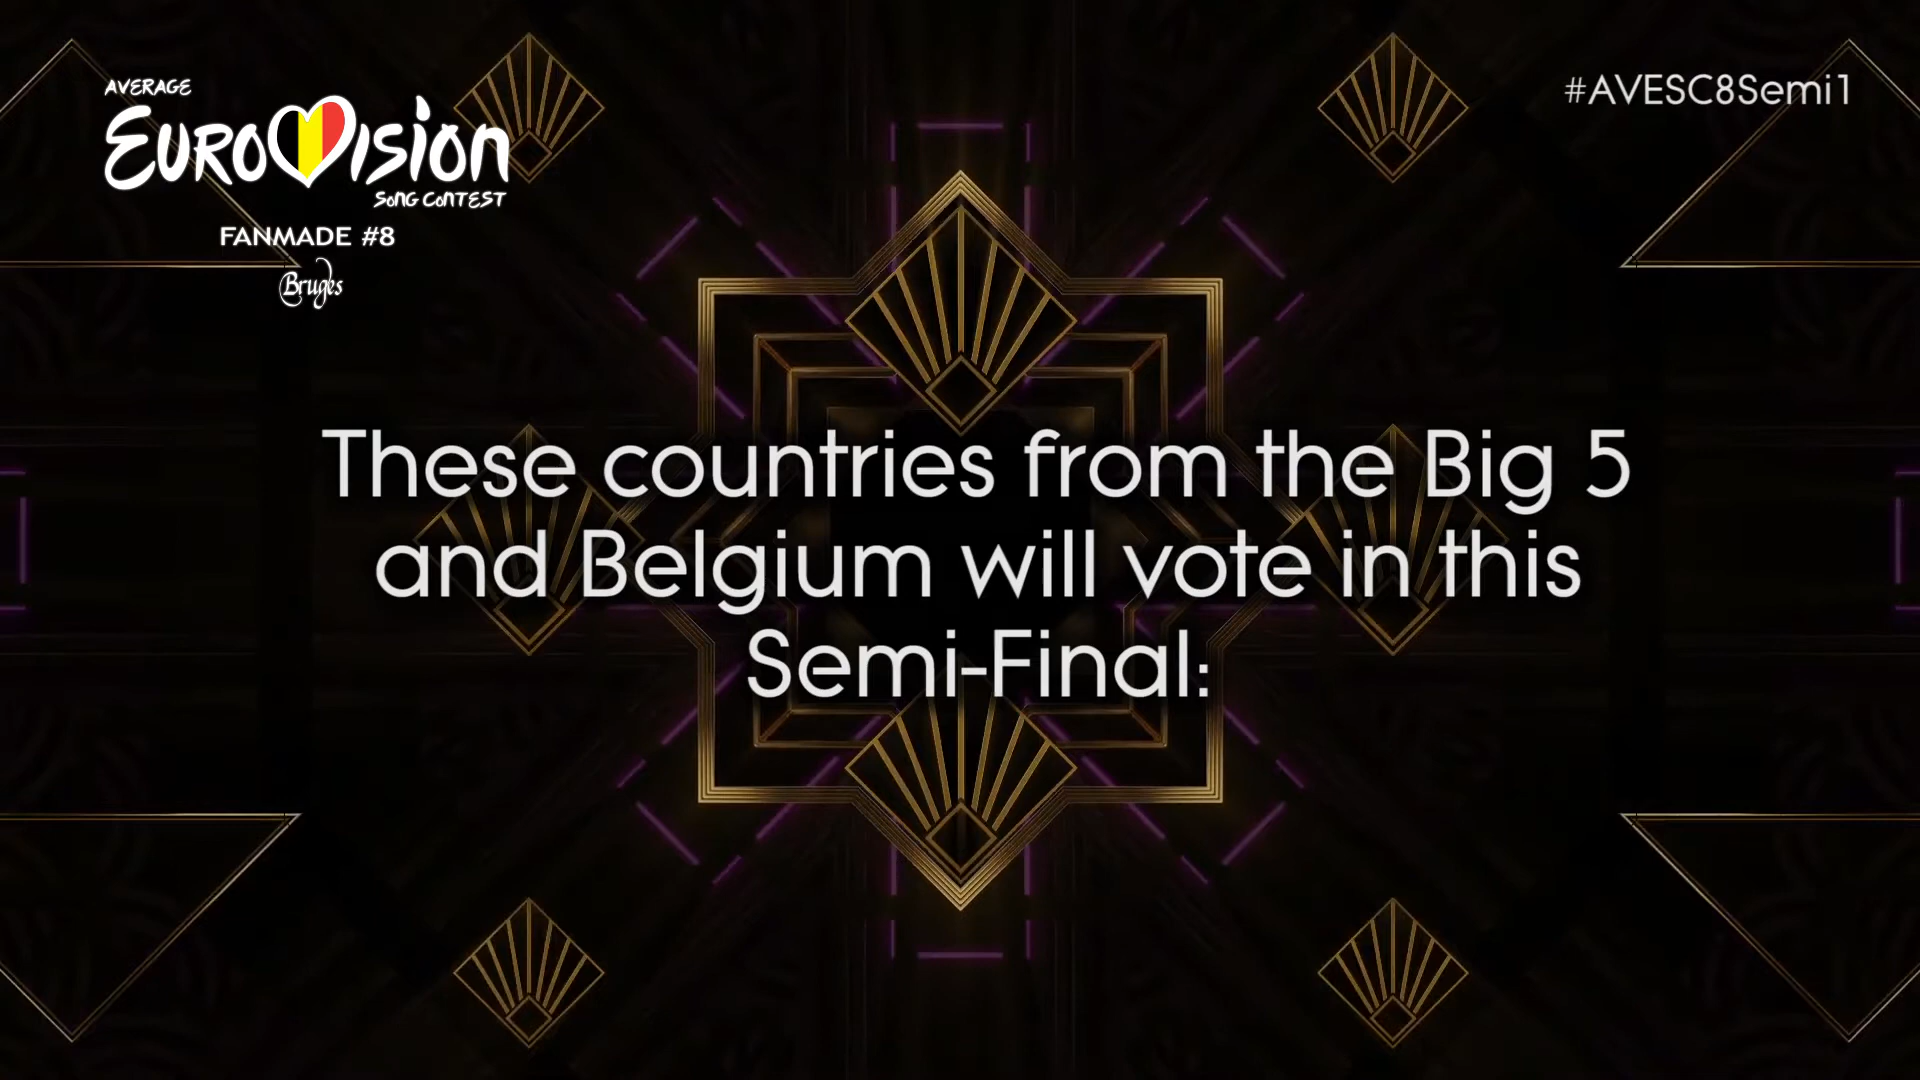 AVERAGE
EUROVISION
SONG CONTEST
FANMADE #8
Bruges
#AVESC8Semi1
These countries from the Big 5
and Belgium will vote in this
Semi-Final: